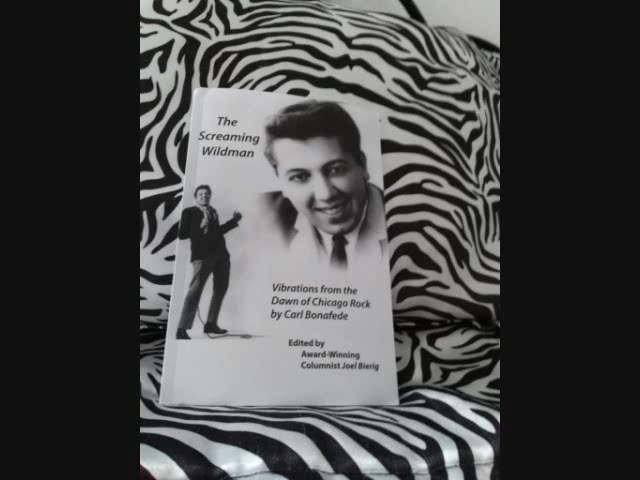 The
Screaming
Wildman
Vibrations from the
Dawn of Chicago Rock
by Carl Bonafede
Edited by
Award-Winning
Columnist Joel Bierig